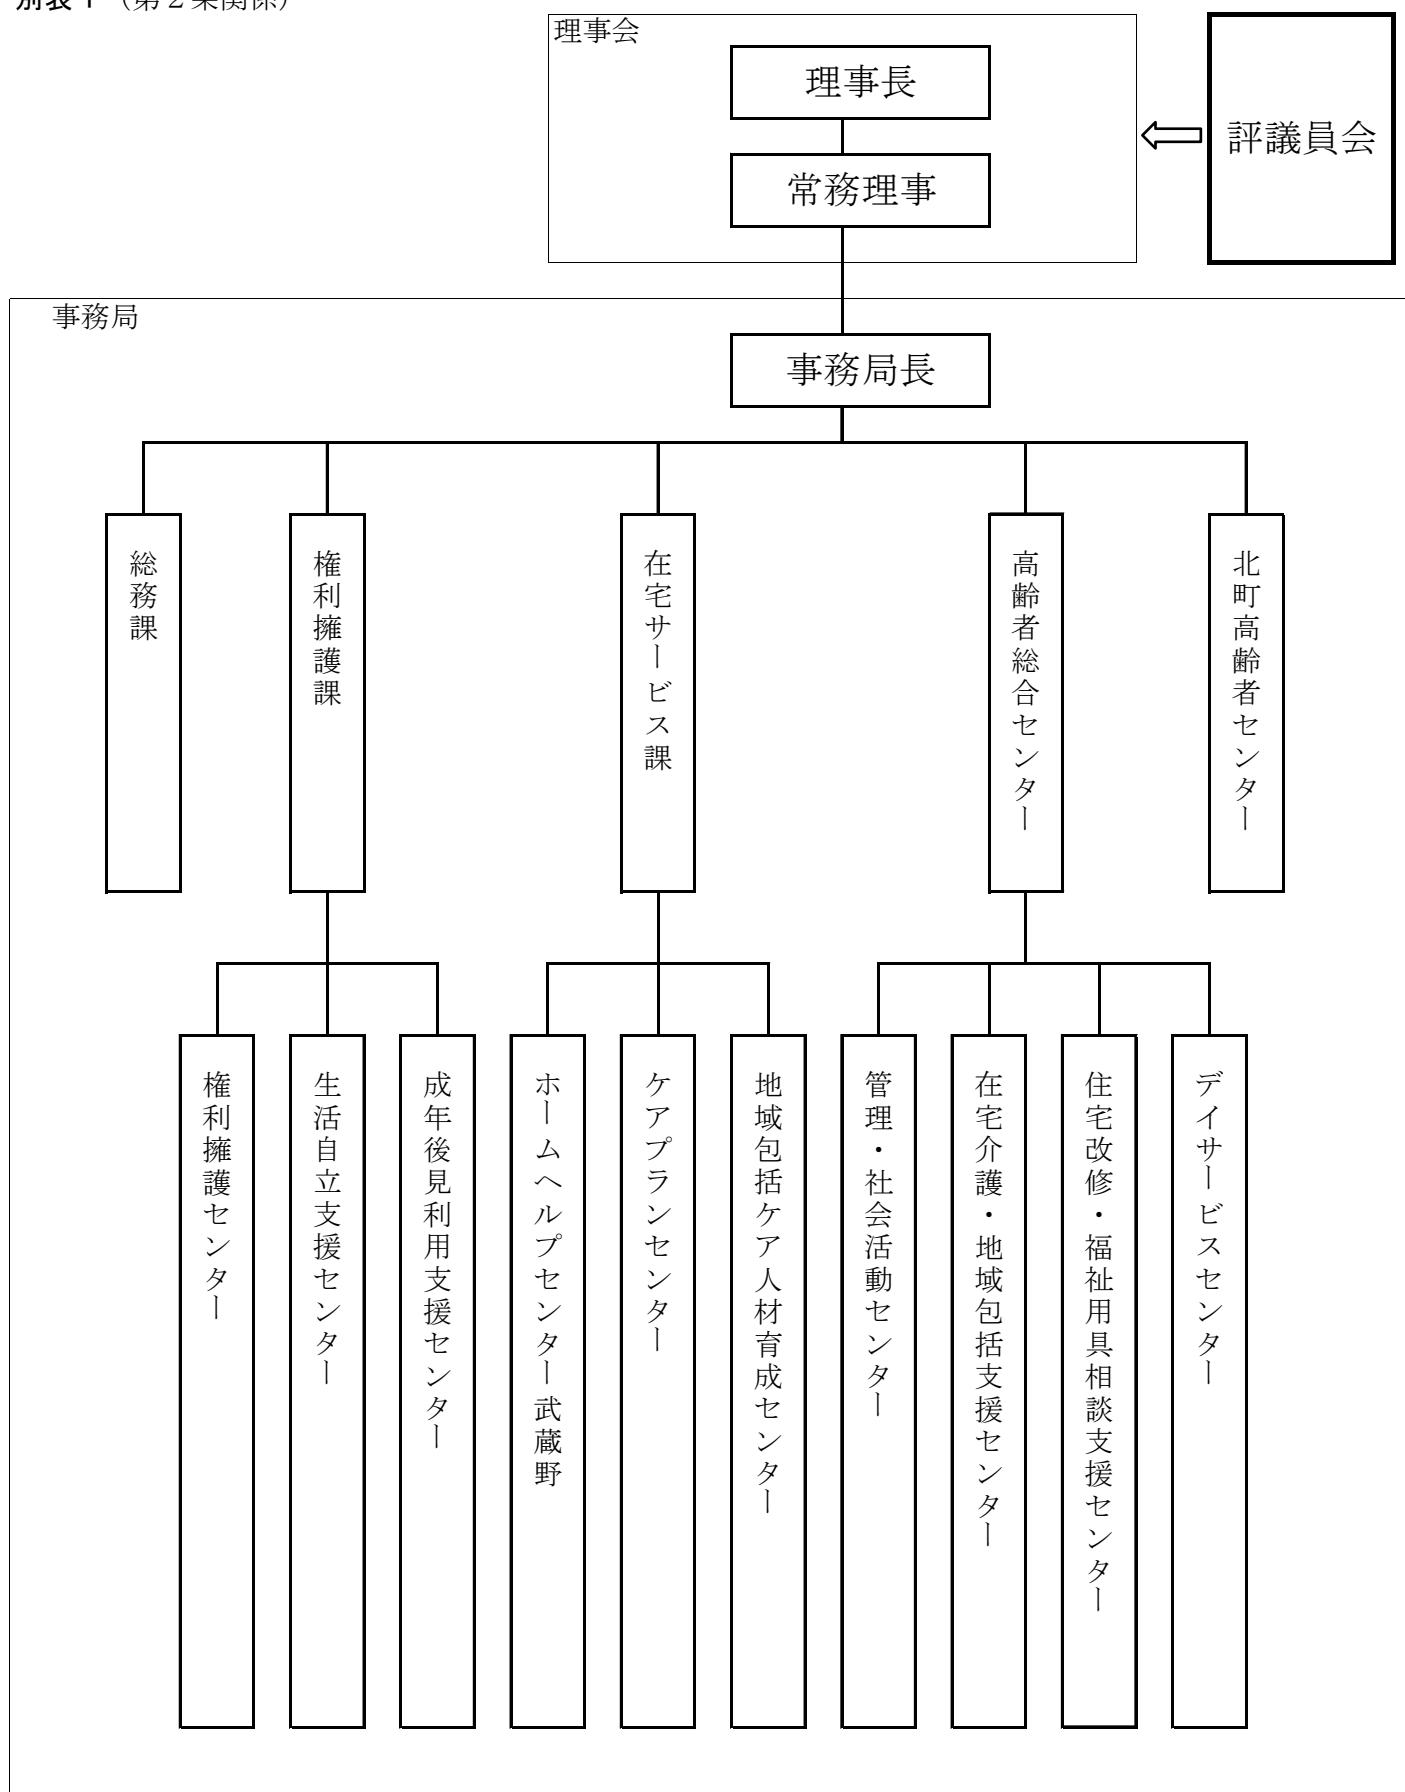 別表１（第２条関係）
理事会
理事長
常務理事
評議員会
事務局
事務局長
総務課
権利擁護課
在宅サービス課
高齢者総合センター
北町高齢者センター
権利擁護センター
生活自立支援センター
成年後見利用支援センター
ホームヘルプセンター武蔵野
ケアプランセンター
地域包括ケア人材育成センター
管理・社会活動センター
在宅介護・地域包括支援センター
住宅改修・福祉用具相談支援センター
デイサービスセンター